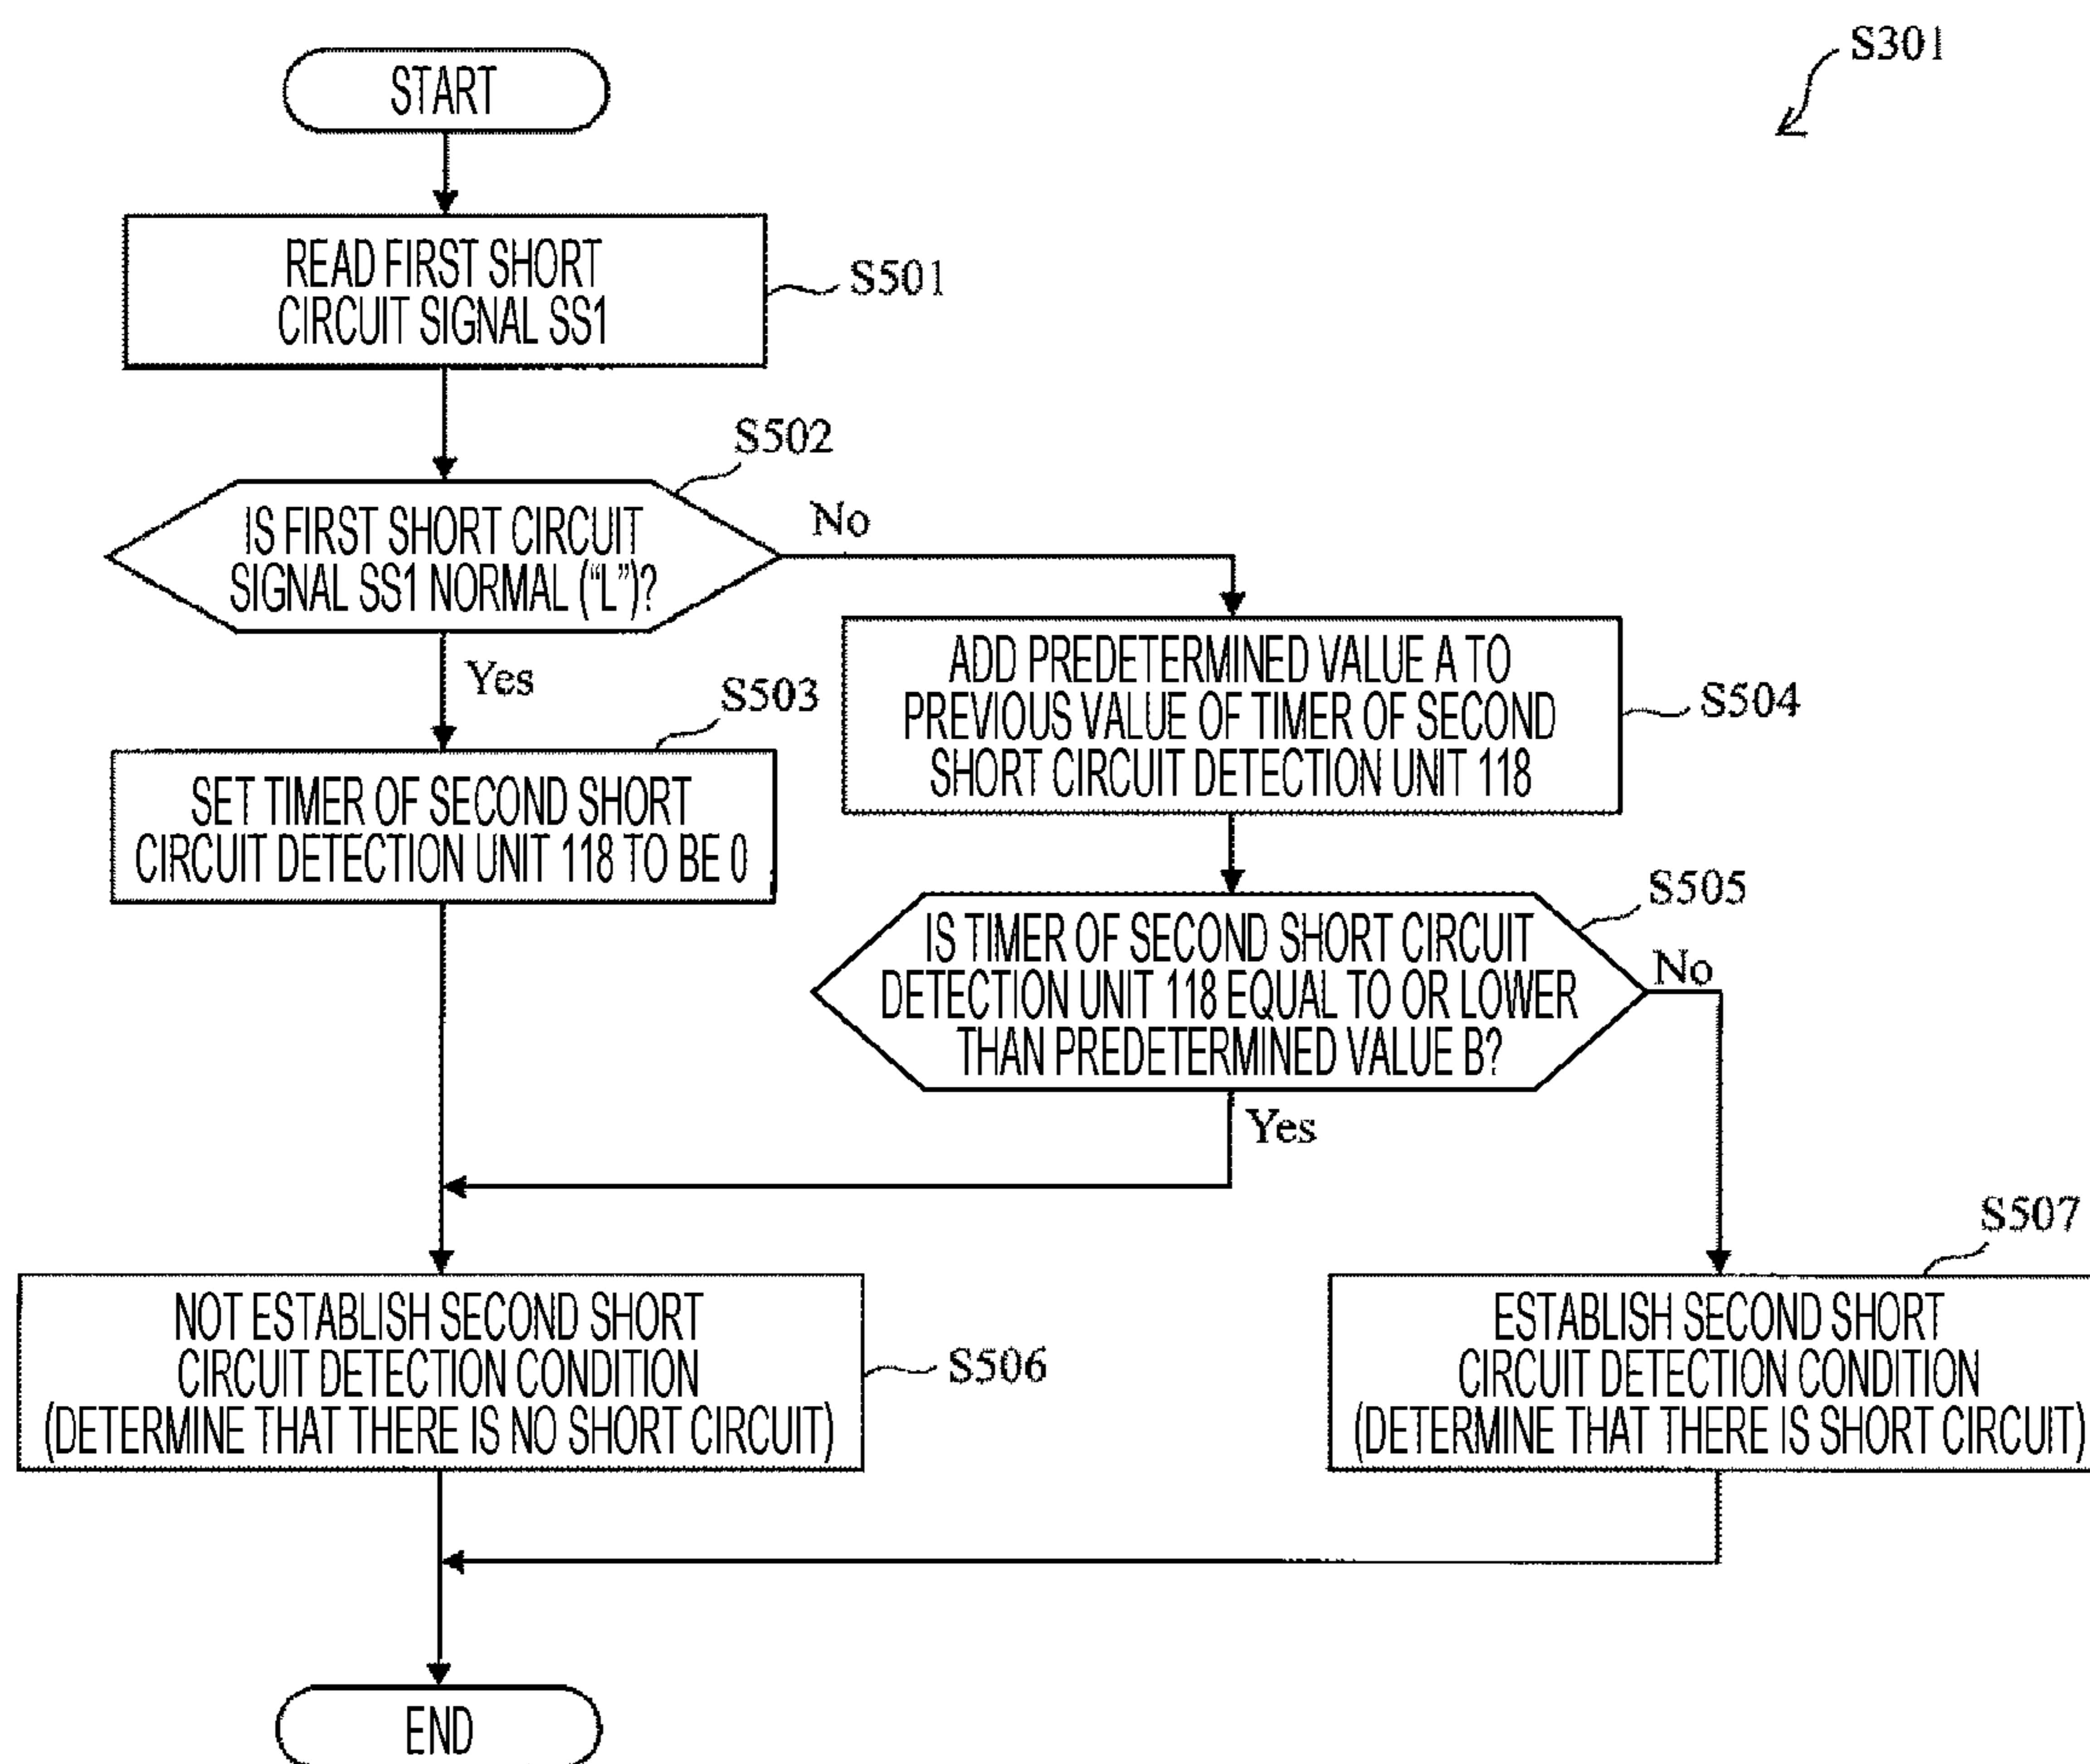 S301
START
READ FIRST SHORT
CIRCUIT SIGNAL SS1
S501
S502
IS FIRST SHORT CIRCUIT
SIGNAL SS1 NORMAL (“L”)?
No
Yes
S503
SET TIMER OF SECOND SHORT
CIRCUIT DETECTION UNIT 118 TO BE 0
ADD PREDETERMINED VALUE A TO
PREVIOUS VALUE OF TIMER OF SECOND
SHORT CIRCUIT DETECTION UNIT 118
S504
S505
IS TIMER OF SECOND SHORT CIRCUIT
DETECTION UNIT 118 EQUAL TO OR LOWER
THAN PREDETERMINED VALUE B?
No
Yes
NOT ESTABLISH SECOND SHORT
CIRCUIT DETECTION CONDITION
(DETERMINE THAT THERE IS NO SHORT CIRCUIT)
S506
S507
ESTABLISH SECOND SHORT
CIRCUIT DETECTION CONDITION
(DETERMINE THAT THERE IS SHORT CIRCUIT)
END